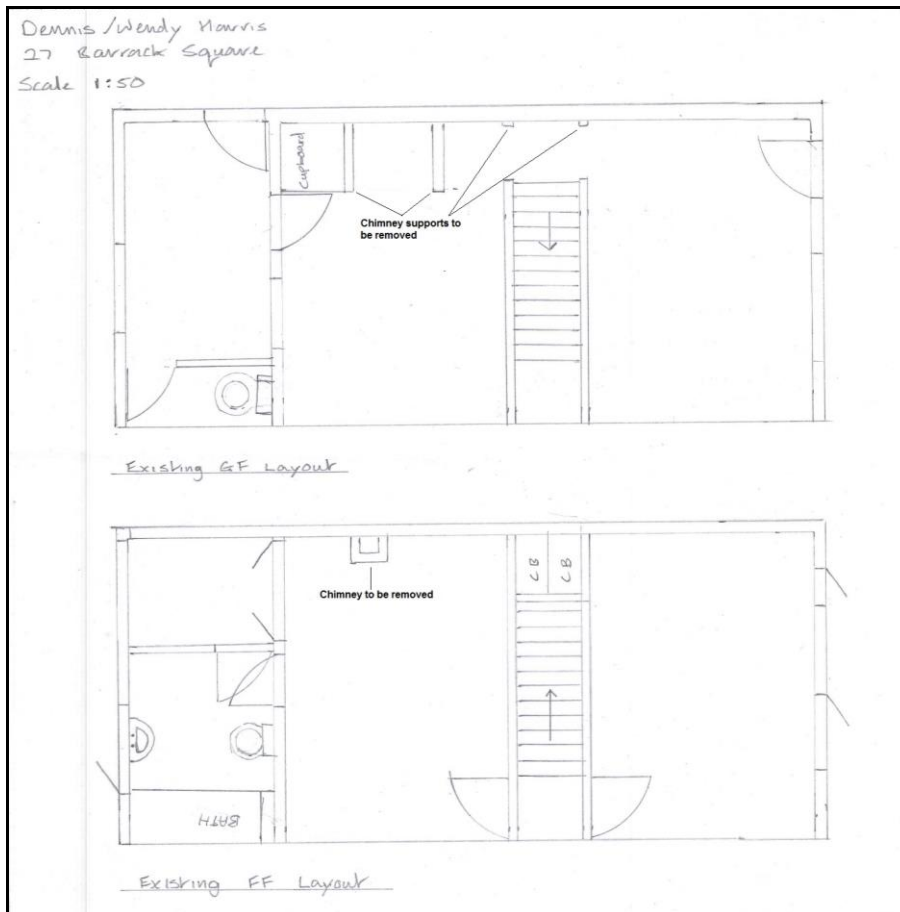 Dennis / Wendy Harris
27 Barrack Square
Scale 1:50
Cupboard
Chimney supports to
be removed
Existing GF Layout
CB
CB
Chimney to be removed
BATH
Existing FF Layout